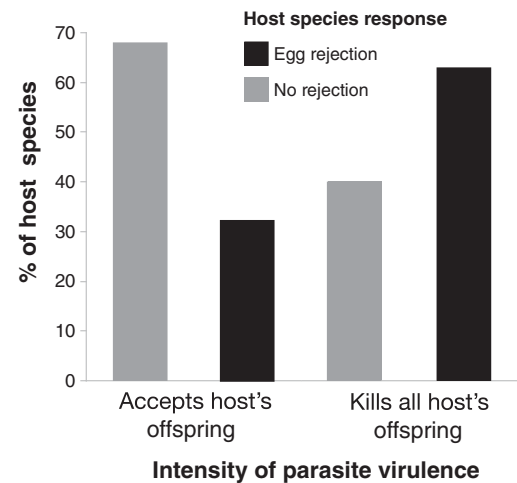 Host species response
Egg rejection
No rejection
% of host species
70
60
50
40
30
20
10
0
Accepts host's
offspring
Kills all host's
offspring
Intensity of parasite virulence